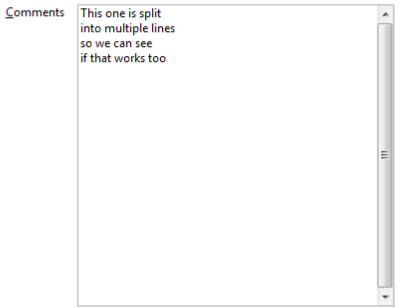 Comments
This one is split
into multiple lines
so we can see
if that works too